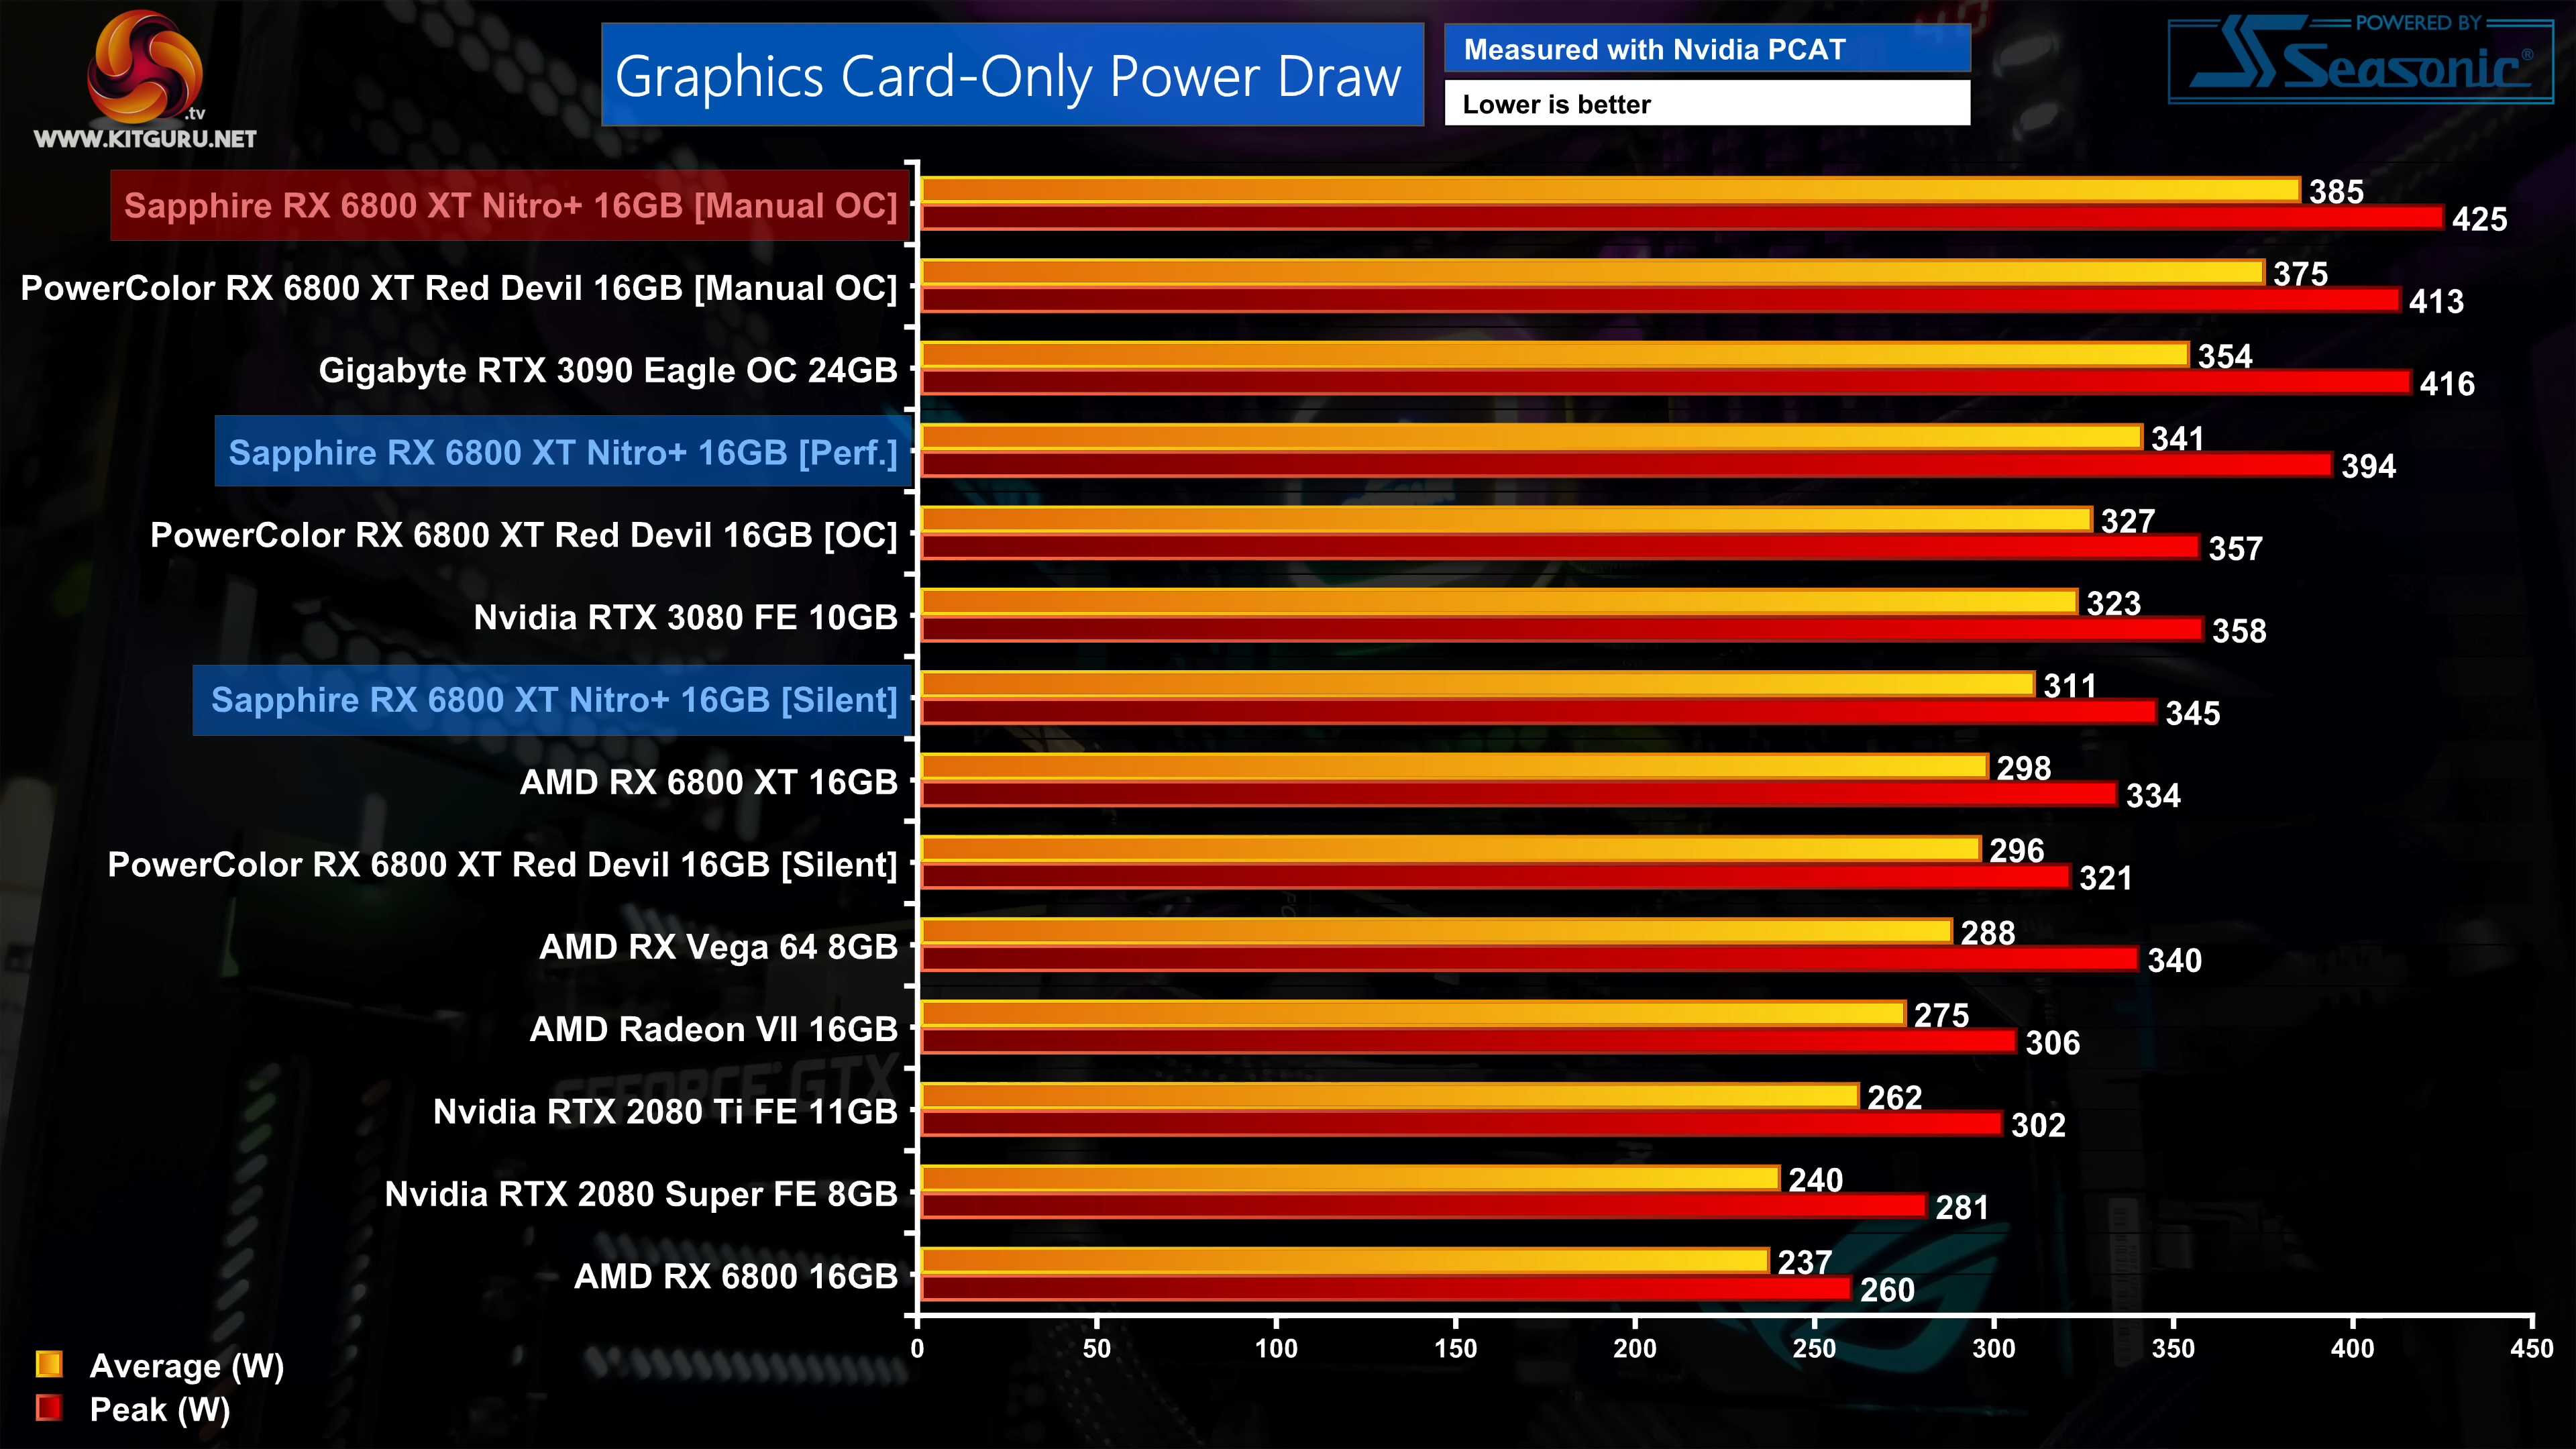 .tv
WWW.KITGURU.NET
Graphics Card-Only Power Draw
Measured with Nvidia PCAT
Lower is better
POWERED BY
Seasonic®
Sapphire RX 6800 XT Nitro+ 16GB [Manual OC] 385
425
PowerColor RX 6800 XT Red Devil 16GB [Manual OC] 375
413
Gigabyte RTX 3090 Eagle OC 24GB 354
416
Sapphire RX 6800 XT Nitro+ 16GB [Perf.] 341
394
PowerColor RX 6800 XT Red Devil 16GB [OC] 327
357
Nvidia RTX 3080 FE 10GB 323
358
Sapphire RX 6800 XT Nitro+ 16GB [Silent] 311
345
AMD RX 6800 XT 16GB 298
334
PowerColor RX 6800 XT Red Devil 16GB [Silent] 296
321
AMD RX Vega 64 8GB 288
340
AMD Radeon VII 16GB 275
306
GEFORCE GTX
Nvidia RTX 2080 Ti FE 11GB 262
302
Nvidia RTX 2080 Super FE 8GB 240
281
AMD RX 6800 16GB 237
260
0 50 100 150 200 250 300 350 400 450
Average (W)
Peak (W)